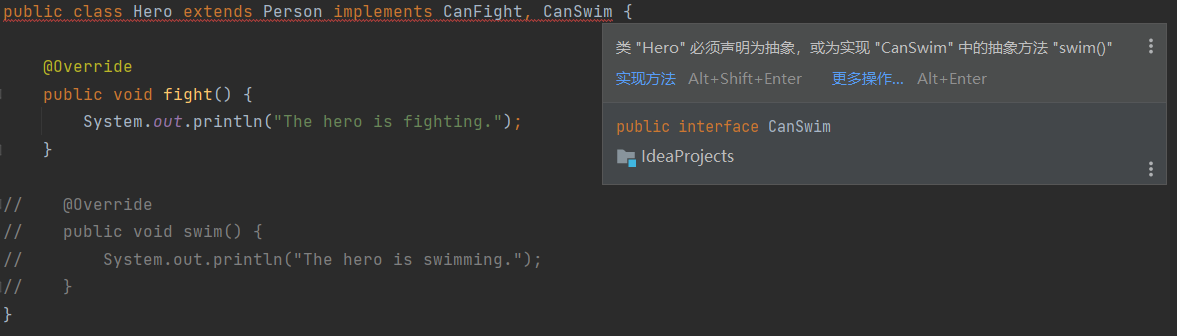 public class Hero extends Person implements CanFight, CanSwim {
类 "Hero" 必须声明为抽象，或为实现 "CanSwim" 中的抽象方法 "swim()"
实现方法 Alt+Shift+Enter 更多操作... Alt+Enter
public interface CanSwim
IdeaProjects
@Override
public void fight() {
System.out.println("The hero is fighting.");
}
// @Override
// public void swim() {
// System.out.println("The hero is swimming.");
// }
}